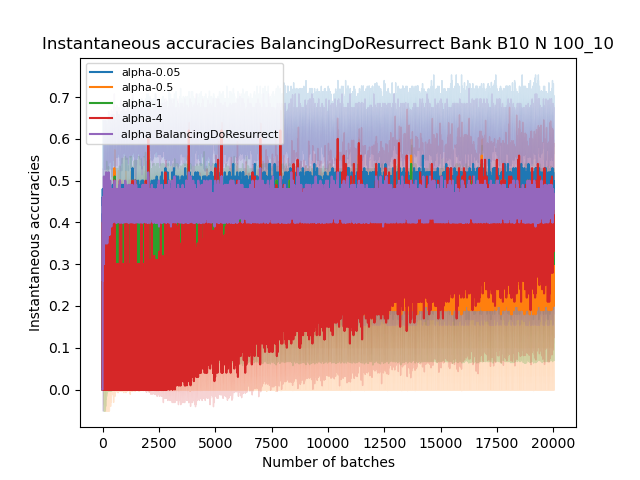 Instantaneous accuracies BalancingDoResurrect Bank B10 N 100_10
alpha-0.05
alpha-0.5
alpha-1
alpha-4
alpha BalancingDoResurrect
0.7
0.6
0.5
0.4
0.3
0.2
0.1
0.0
Instantaneous accuracies
0 2500 5000 7500 10000 12500 15000 17500 20000
Number of batches